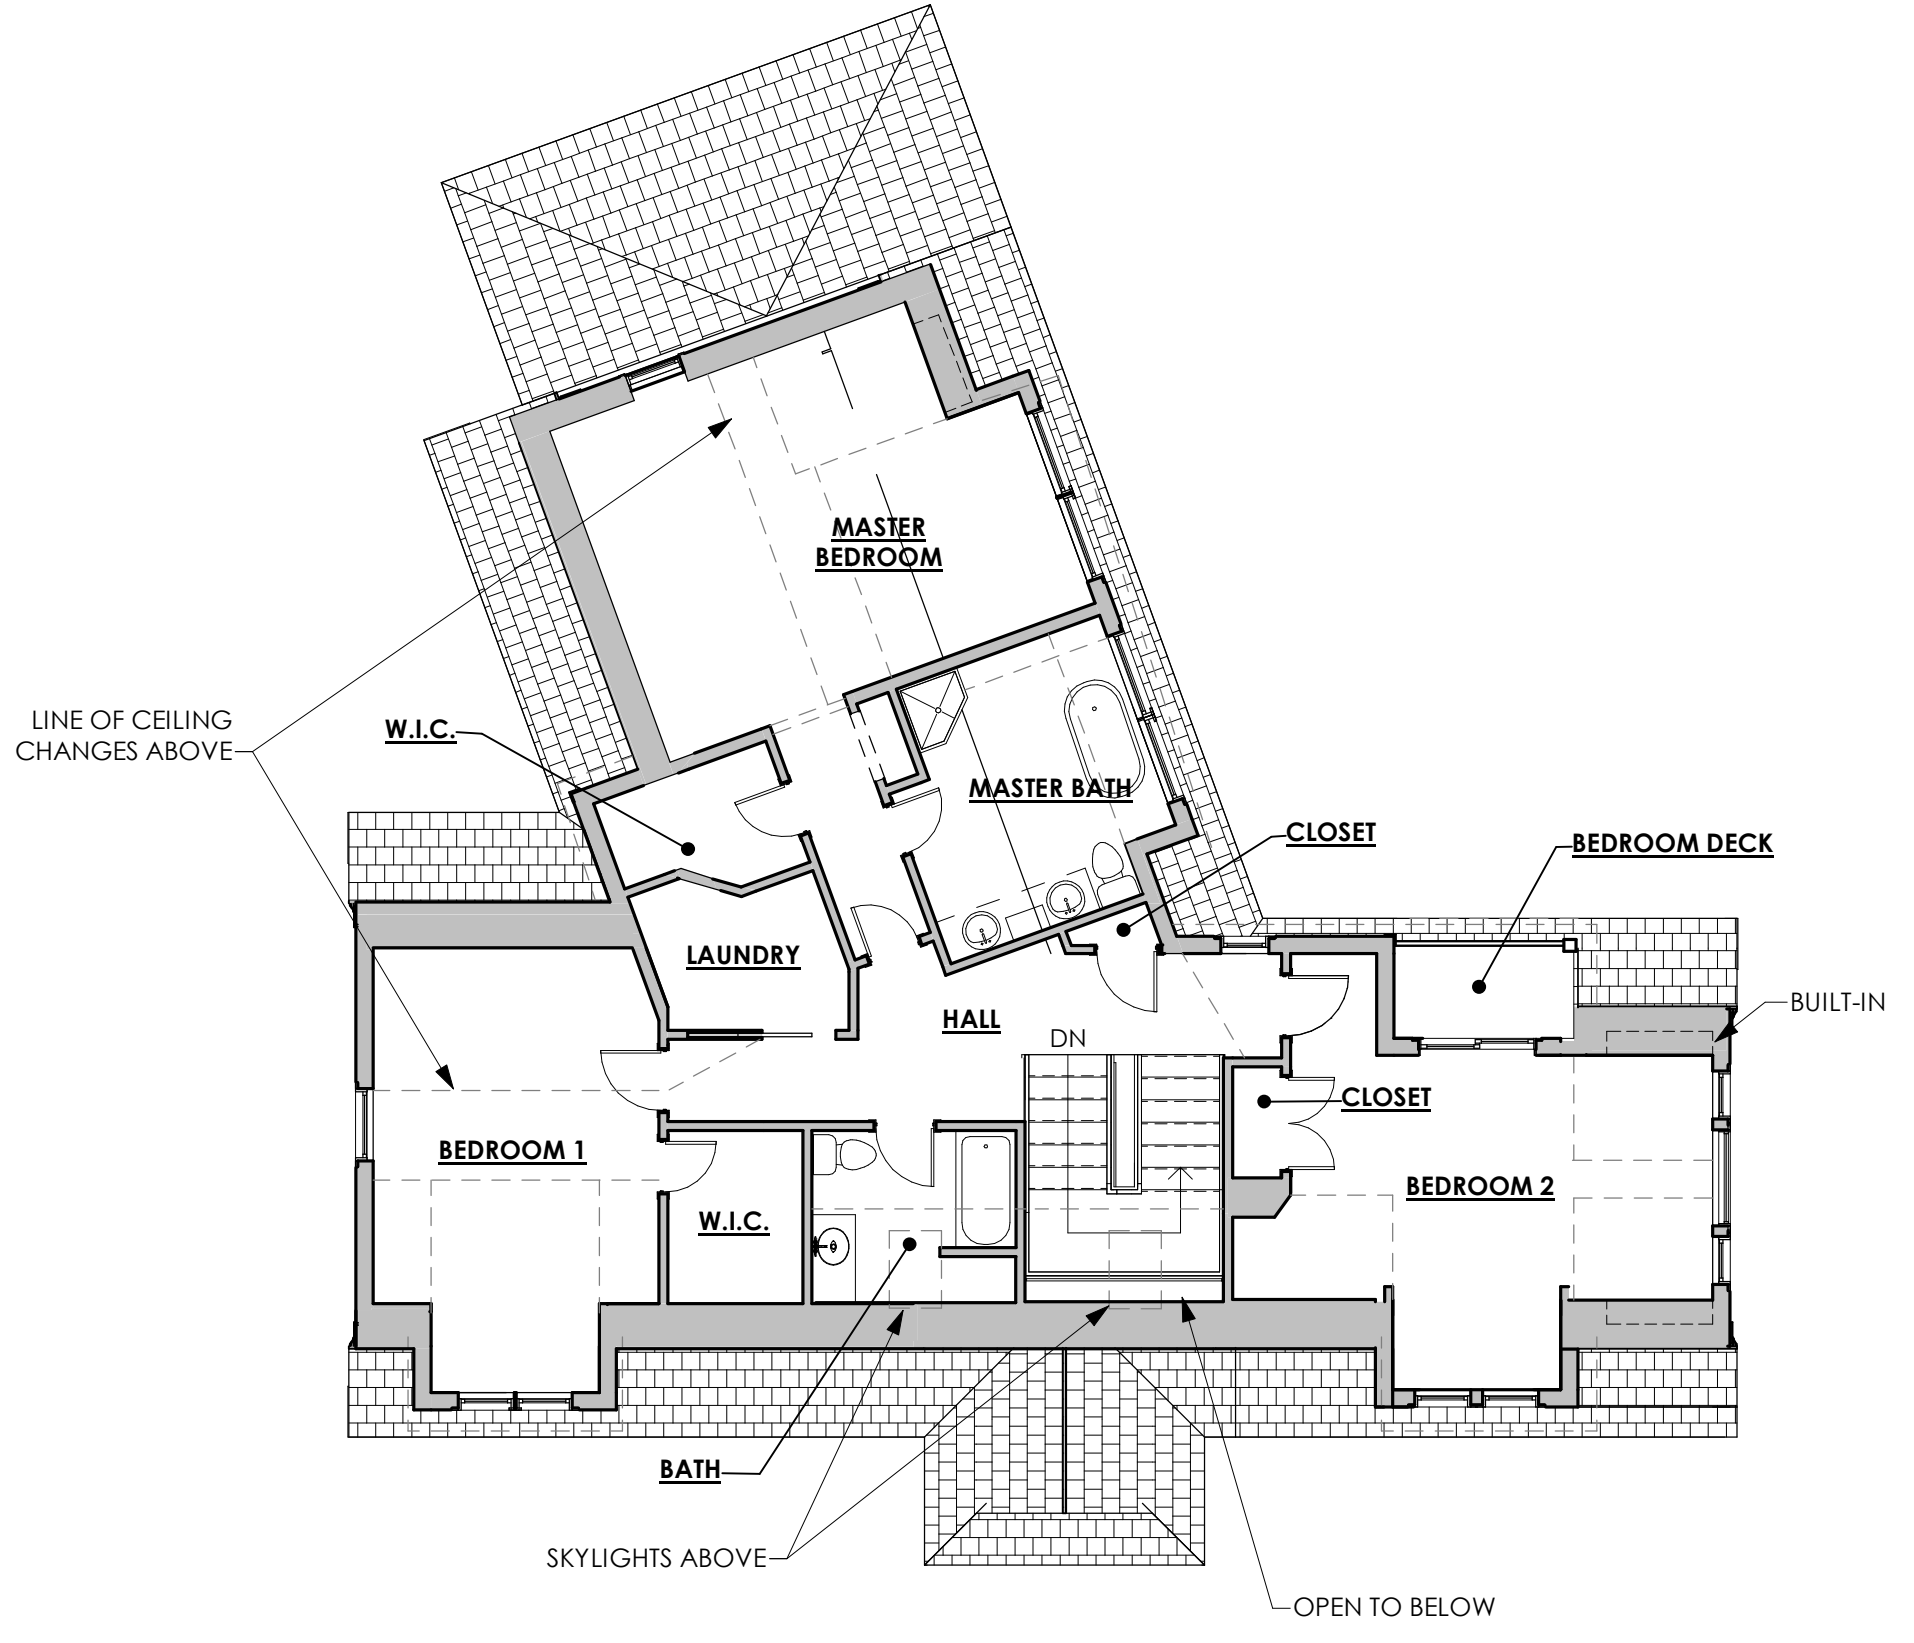 MASTER
BEDROOM
LINE OF CEILING
CHANGES ABOVE
W.I.C.
MASTER BATH
CLOSET
BEDROOM DECK
LAUNDRY
BUILT-IN
HALL
DN
CLOSET
BEDROOM 1
BEDROOM 2
W.I.C.
BATH
SKYLIGHTS ABOVE
OPEN TO BELOW